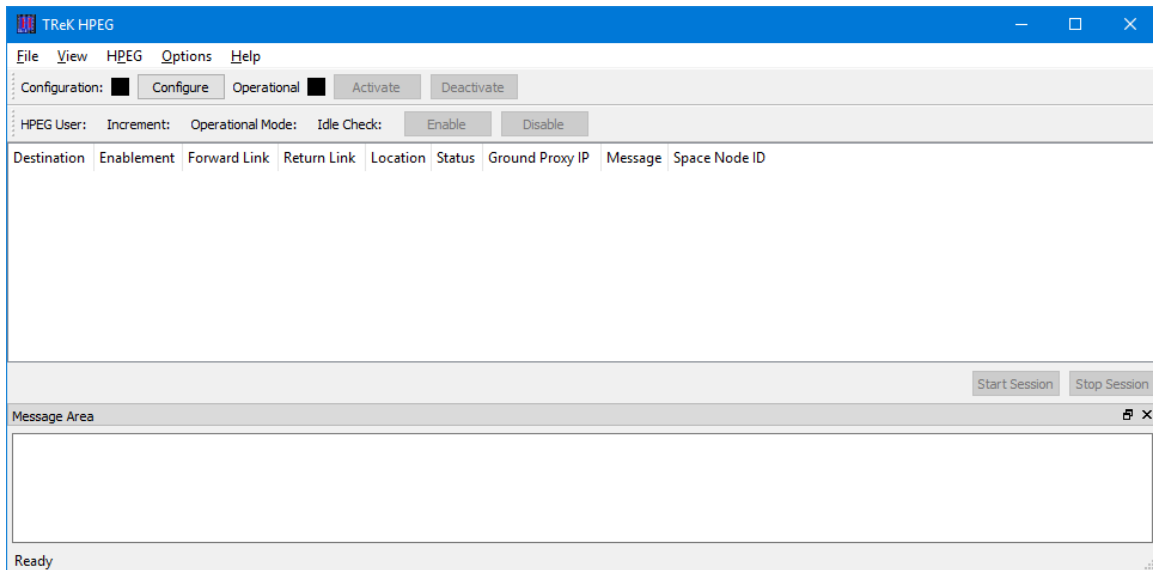 TReK HPEG
File View HPEG Options Help
Configuration: Configure Operational Activate Deactivate
HPEG User: Increment: Operational Mode: Idle Check: Enable Disable
Destination Enablement Forward Link Return Link Location Status Ground Proxy IP Message Space Node ID
Start Session Stop Session
Message Area
Ready